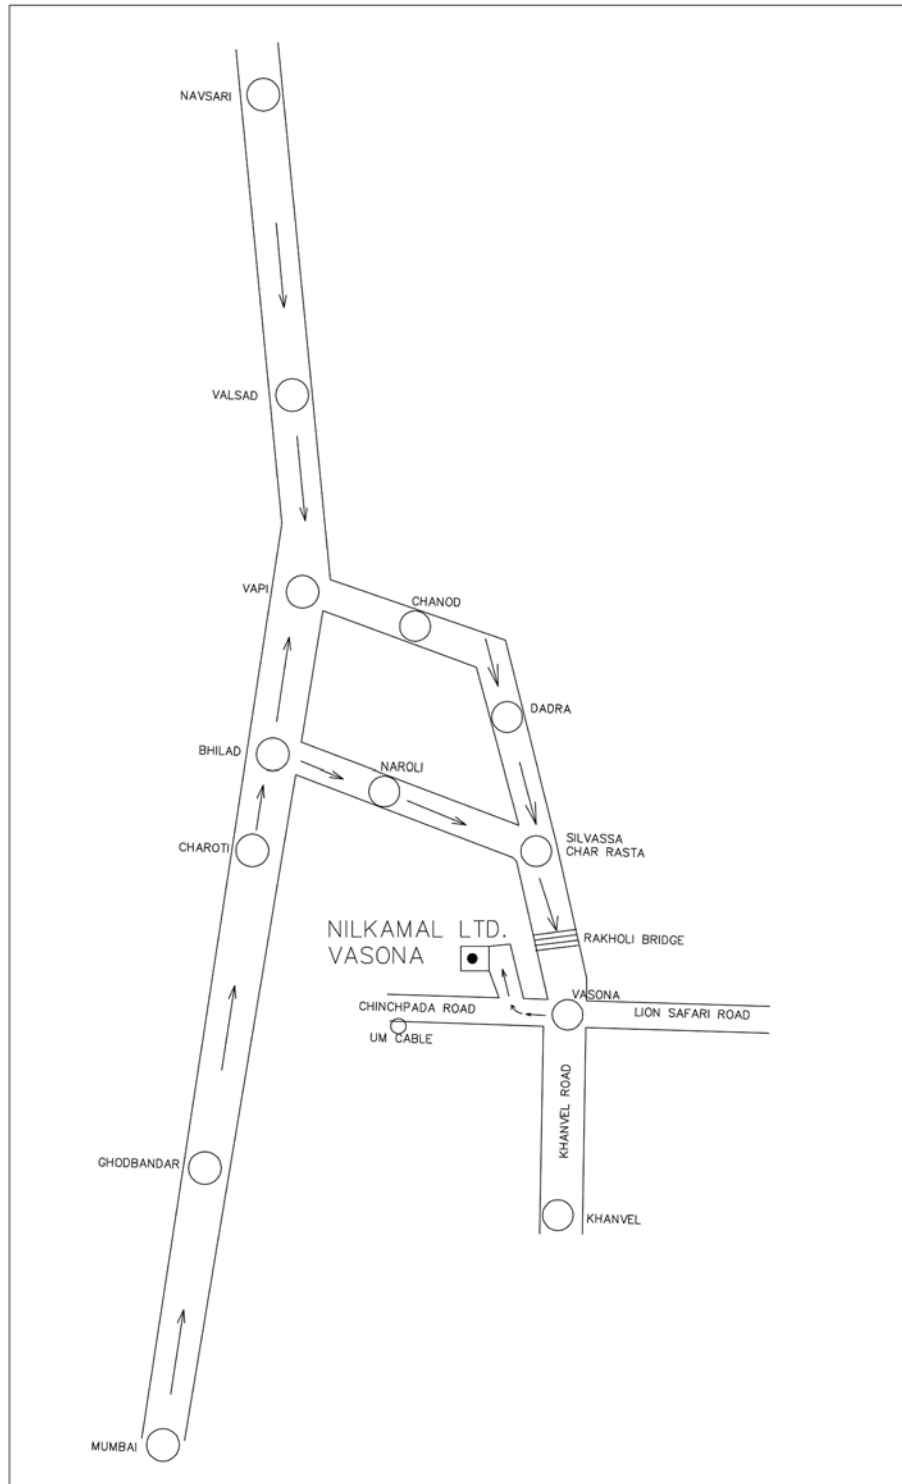 NAVSARI
VALSAD
VAPI
CHANOD
DADRA
BHILAD
NAROLI
CHAROTI
SILVASSA
CHAR RASTA
NILKAMAL LTD.
VASONA
RAKHOLI BRIDGE
VASONA
CHINCHPADA ROAD
LION SAFARI ROAD
UM CABLE
KHANVEL ROAD
GHODBANDAR
KHANVEL
MUMBAI